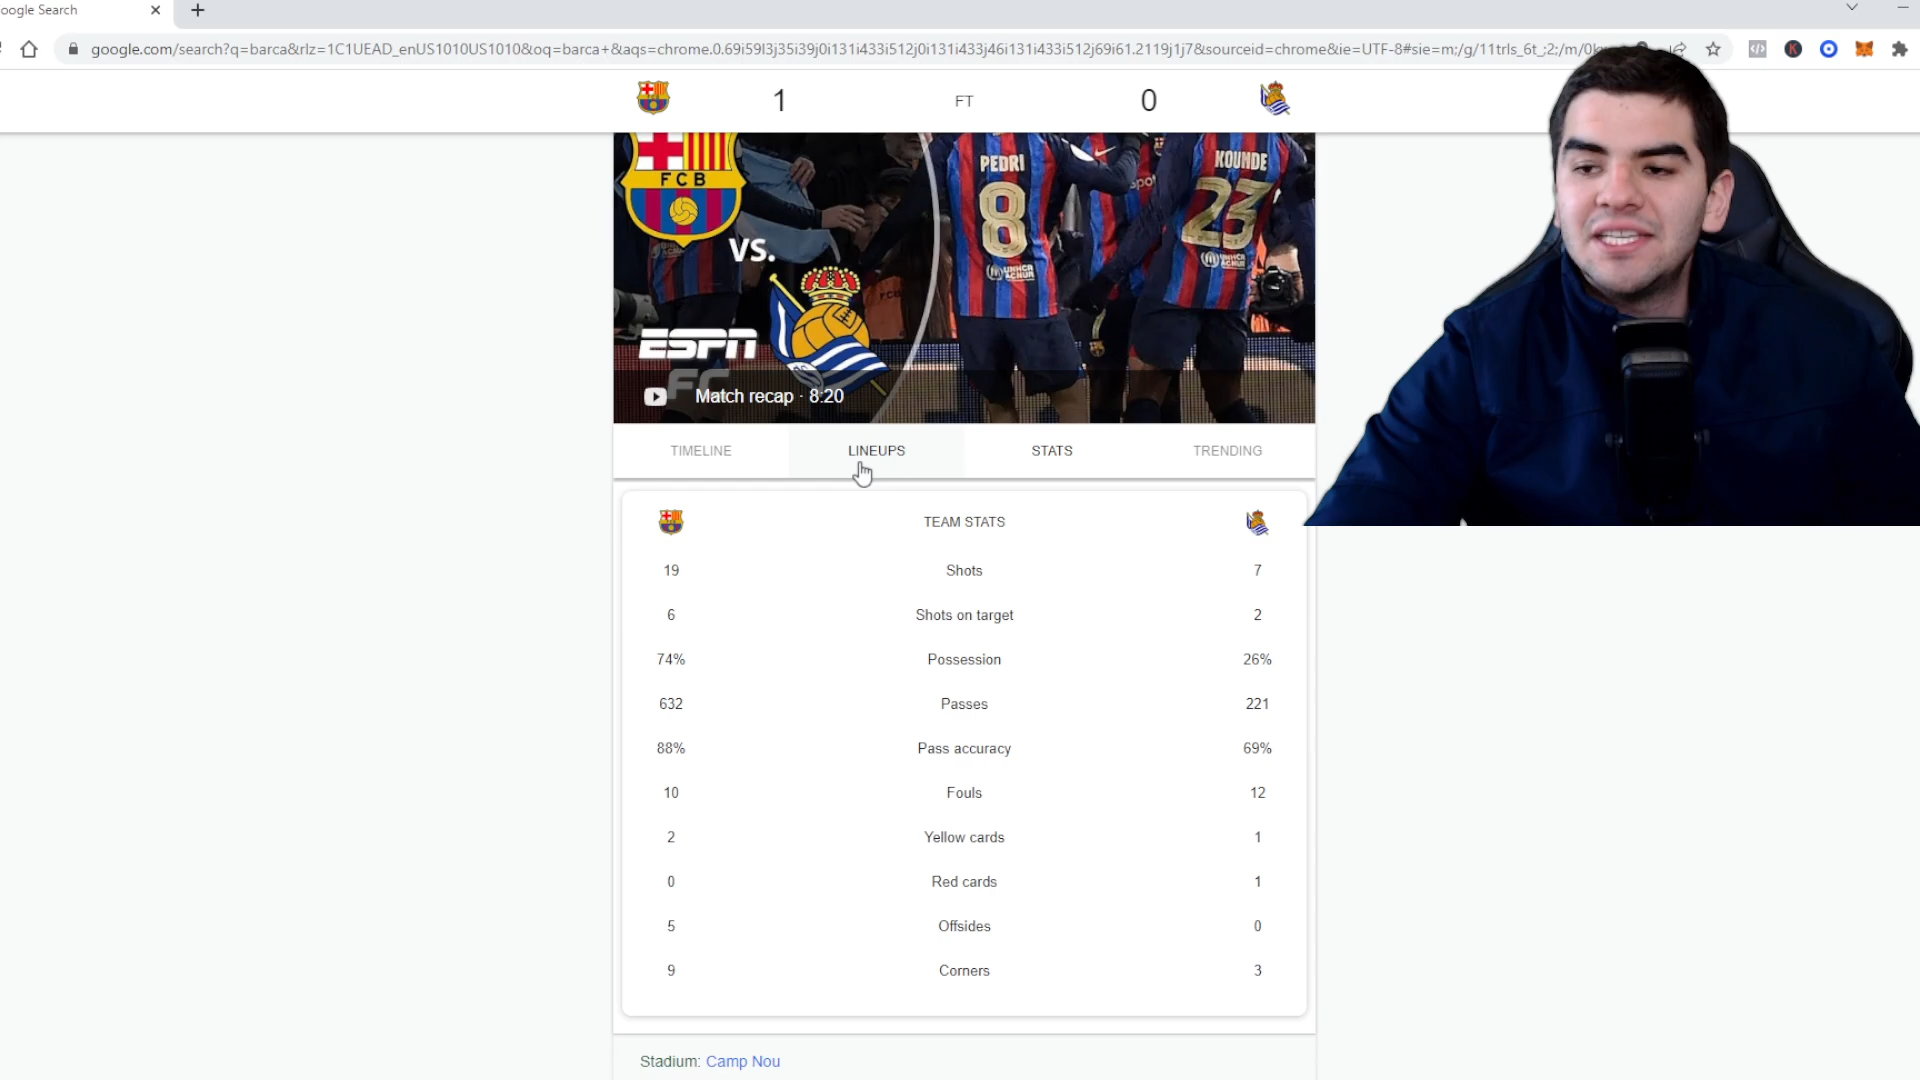 oogle Search
google.com/search?q=barca&rlz=1C1UEAD_enUS1010US1010&oq=barca+&aqs=chrome.0.69i59l3j35i39j0i131i433i512j0i131i433j46i131i433i512j69i61.2119j1j7&sourceid=chrome&ie=UTF-8#sie=m;/g/11trls_6t_;2;/m/0k
1 FT 0
FCB
VS.
PEDRI
8
KOUNDE
23
ESPN
FC
Match recap · 8:20
TIMELINE LINEUPS STATS TRENDING
TEAM STATS
19 Shots 7
6 Shots on target 2
74% Possession 26%
632 Passes 221
88% Pass accuracy 69%
10 Fouls 12
2 Yellow cards 1
0 Red cards 1
5 Offsides 0
9 Corners 3
Stadium: Camp Nou